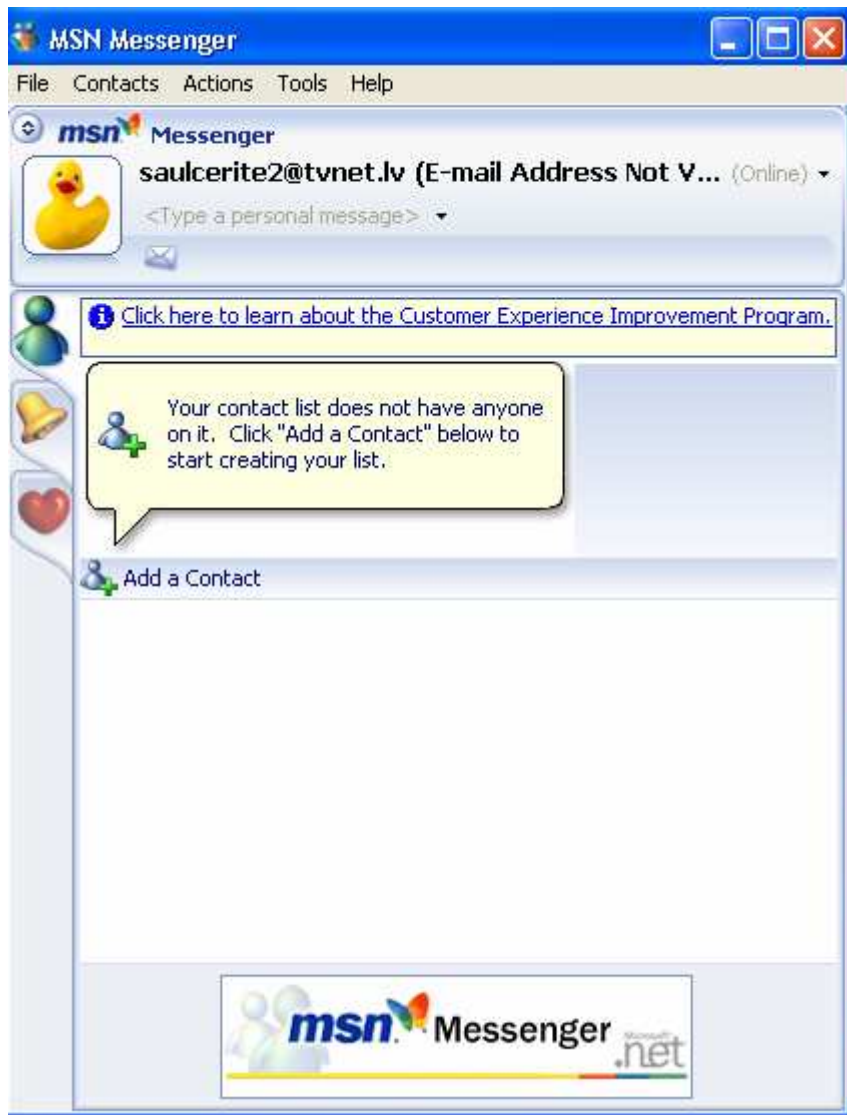 MSN Messenger
File Contacts Actions Tools Help
msn Messenger
saulcerite2@tvnet.lv (E-mail Address Not V... (Online)
<Type a personal message>
Click here to learn about the Customer Experience Improvement Program.
Your contact list does not have anyone
on it. Click "Add a Contact" below to
start creating your list.
Add a Contact
msn Messenger
Microsoft
.net